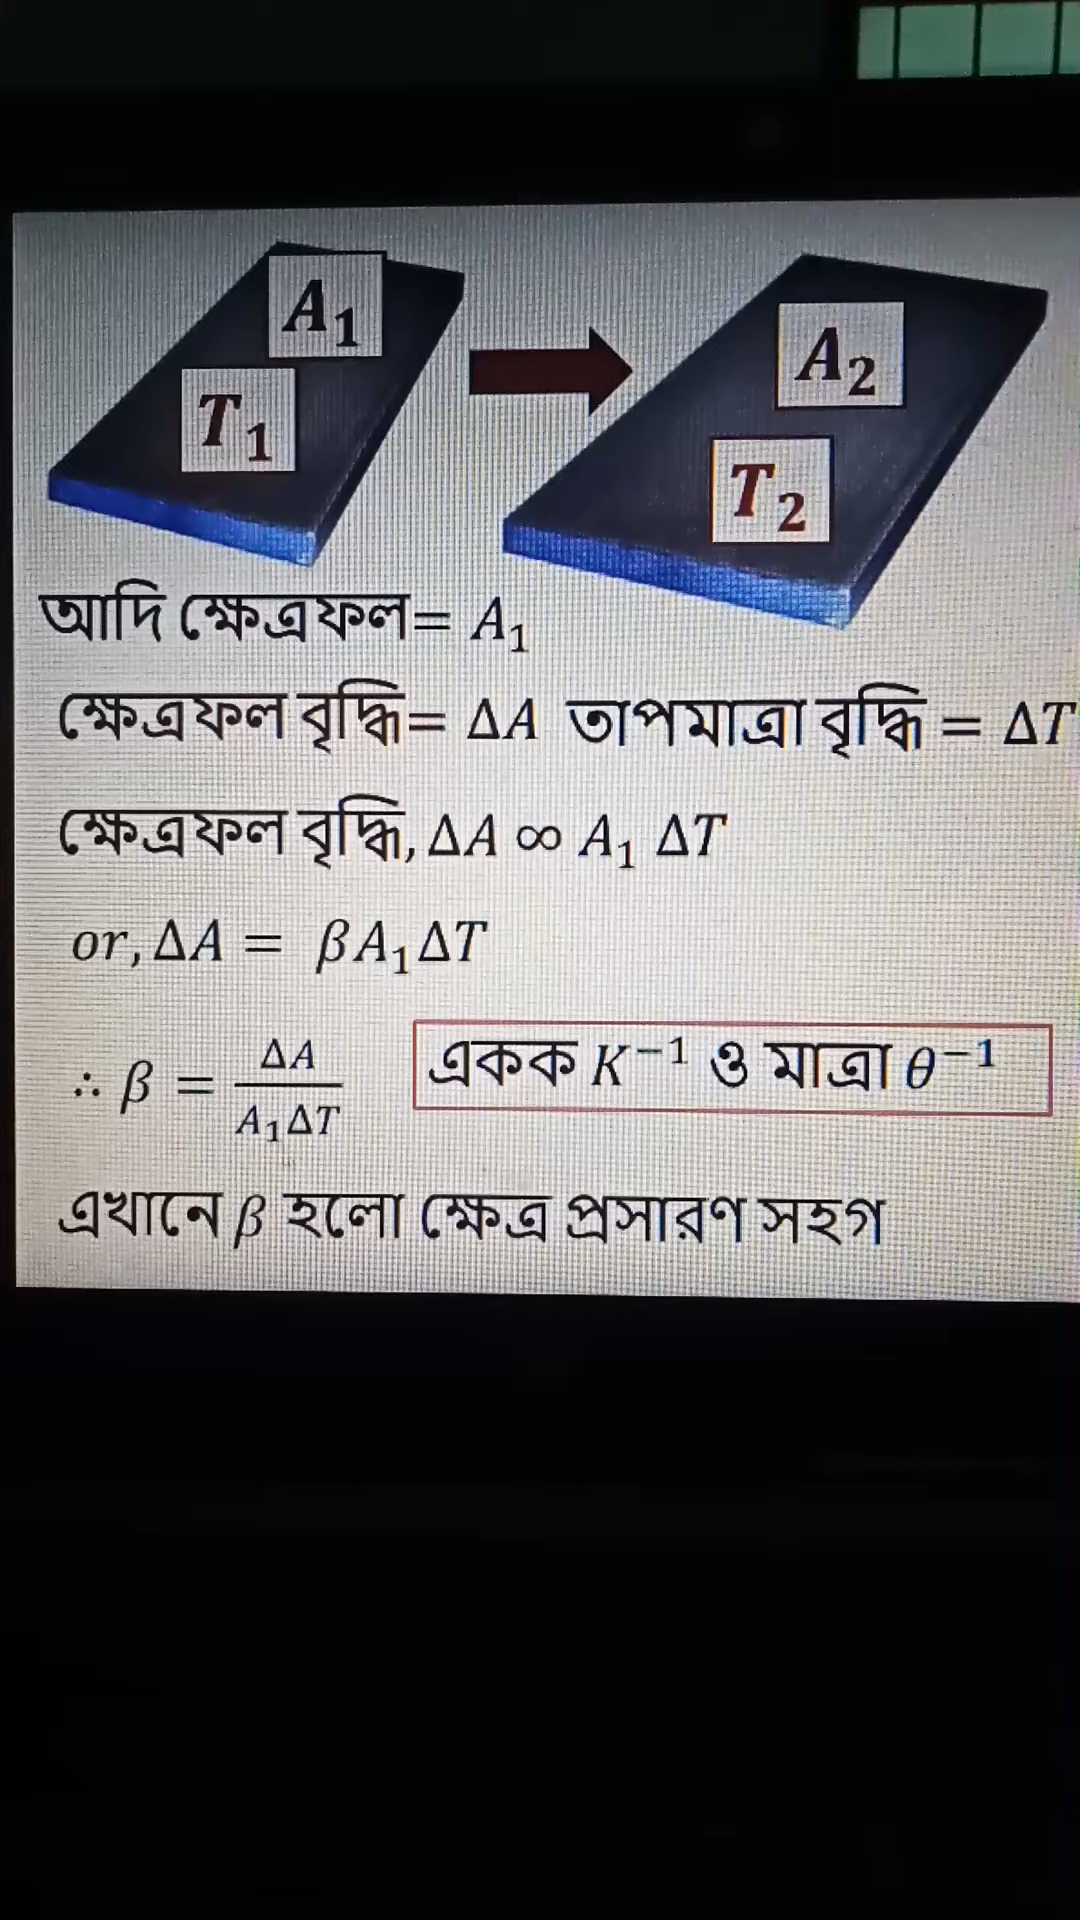 A₁
T₁
A₂
T₂
আদি ক্ষেত্রফল= A₁
ক্ষেত্রফল বৃদ্ধি= ΔA তাপমাত্রা বৃদ্ধি = ΔT
ক্ষেত্রফল বৃদ্ধি, ΔA ∞ A₁ ΔT
or, ΔA = βA₁ΔT
∴ β = ΔA / A₁ΔT
একক K⁻¹ ও মাত্রা θ⁻¹
এখানে β হলো ক্ষেত্র প্রসারণ সহগ